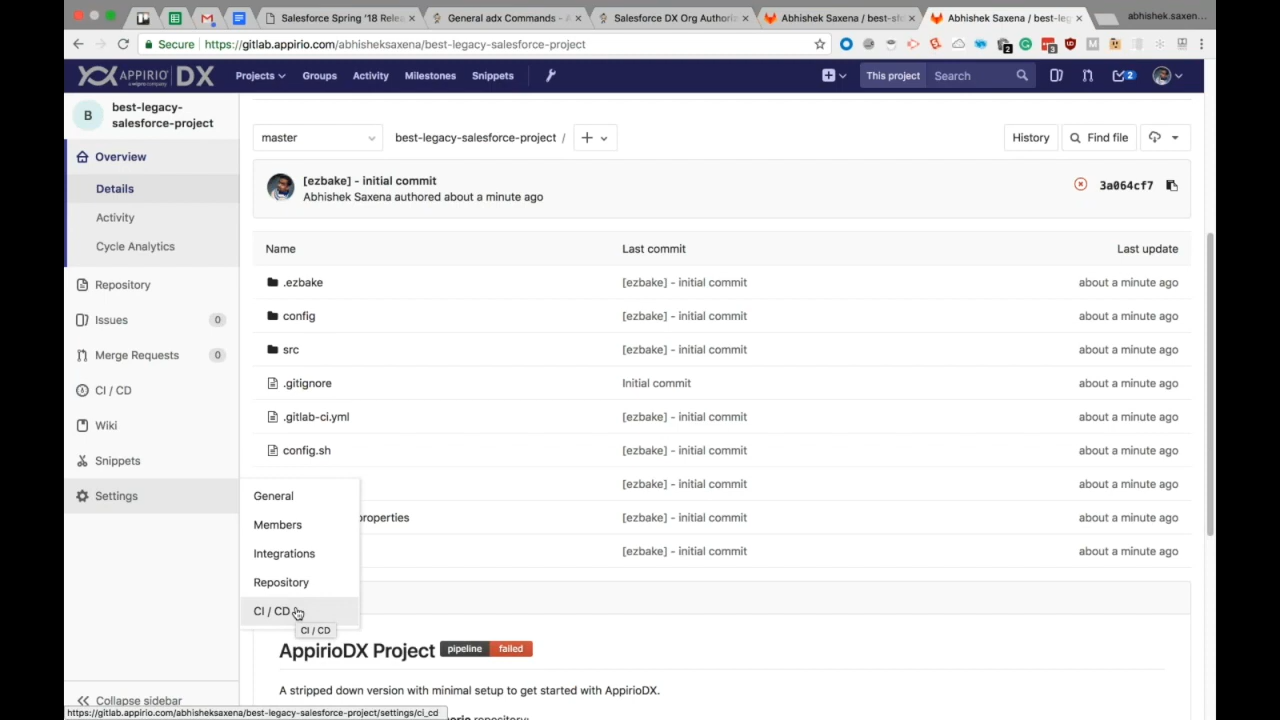 Salesforce Spring '18 Relea
General adx Commands - A
Salesforce DX Org Authoriz
Abhishek Saxena / best-sf
Abhishek Saxena / best-leg
abhishek.saxen...
Secure https://gitlab.appirio.com/abhisheksaxena/best-legacy-salesforce-project
2
3
APPIRIO DX
Projects
Groups
Activity
Milestones
Snippets
This project
Search
2
B
best-legacy-
salesforce-project
Overview
Details
Activity
Cycle Analytics
Repository
Issues 0
Merge Requests 0
CI / CD
Wiki
Snippets
Settings
General
Members
Integrations
Repository
CI / CD
CI / CD
Collapse sidebar
https://gitlab.appirio.com/abhisheksaxena/best-legacy-salesforce-project/settings/ci_cd
master
best-legacy-salesforce-project /
History
Find file
[ezbake] - initial commit
Abhishek Saxena authored about a minute ago
3a064cf7
Name Last commit Last update
.ezbake [ezbake] - initial commit about a minute ago
config [ezbake] - initial commit about a minute ago
src [ezbake] - initial commit about a minute ago
.gitignore Initial commit about a minute ago
.gitlab-ci.yml [ezbake] - initial commit about a minute ago
config.sh [ezbake] - initial commit about a minute ago
[ezbake] - initial commit about a minute ago
properties [ezbake] - initial commit about a minute ago
[ezbake] - initial commit about a minute ago
AppirioDX Project pipeline failed
A stripped down version with minimal setup to get started with AppirioDX.
repository: